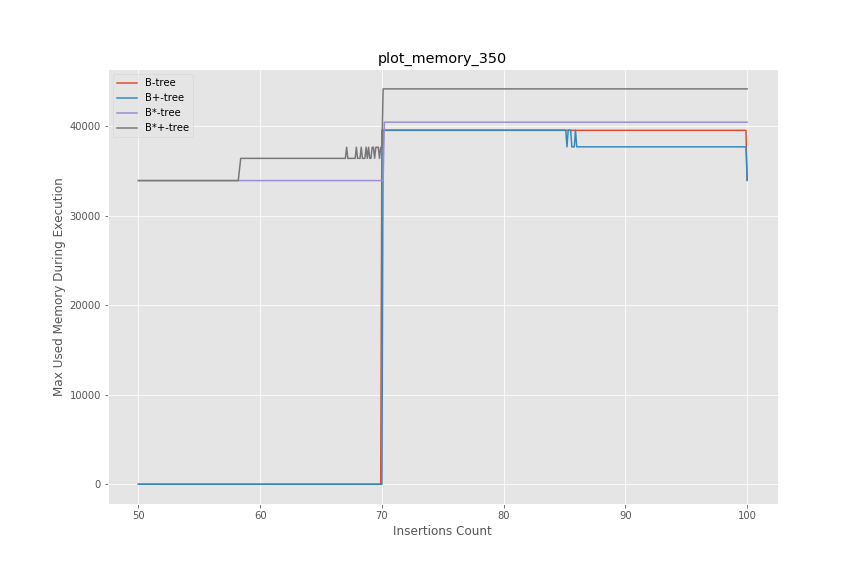 plot_memory_350
B-tree
B+-tree
B*-tree
B*+-tree
40000
30000
20000
10000
0
Max Used Memory During Execution
50 60 70 80 90 100
Insertions Count